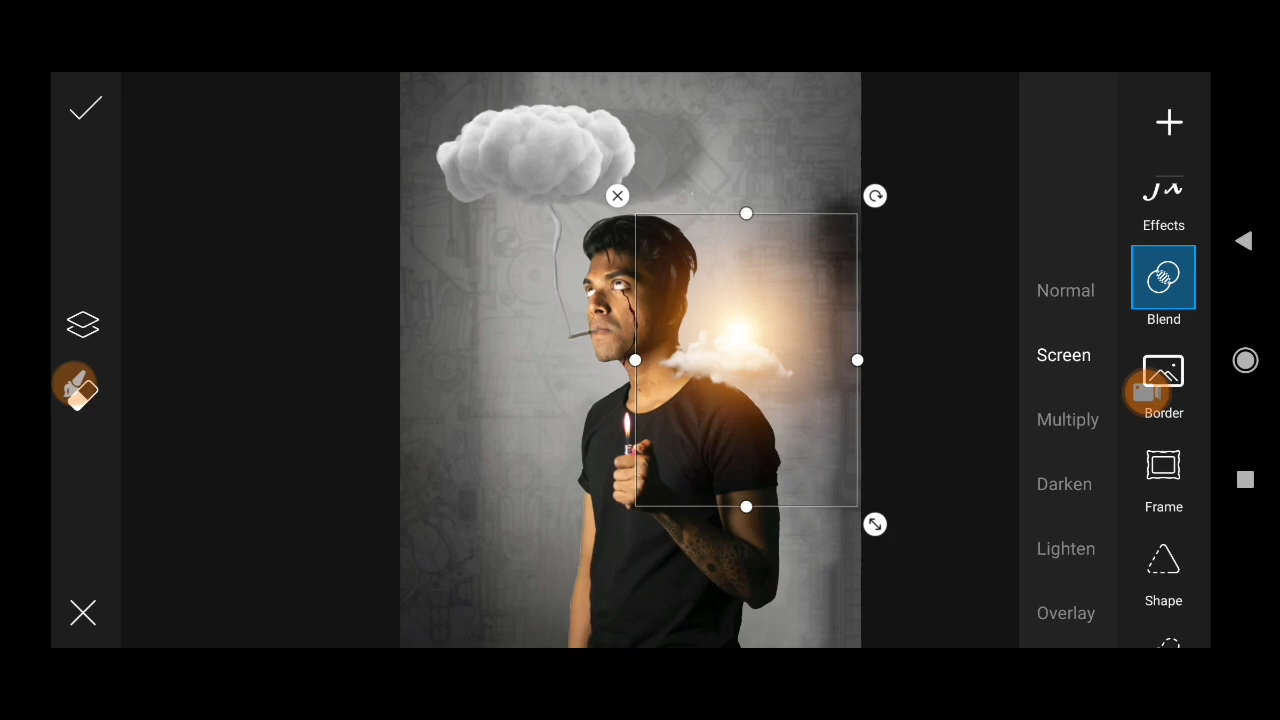 Effects
Normal
Blend
Screen
Border
Multiply
Darken
Frame
Lighten
Shape
Overlay